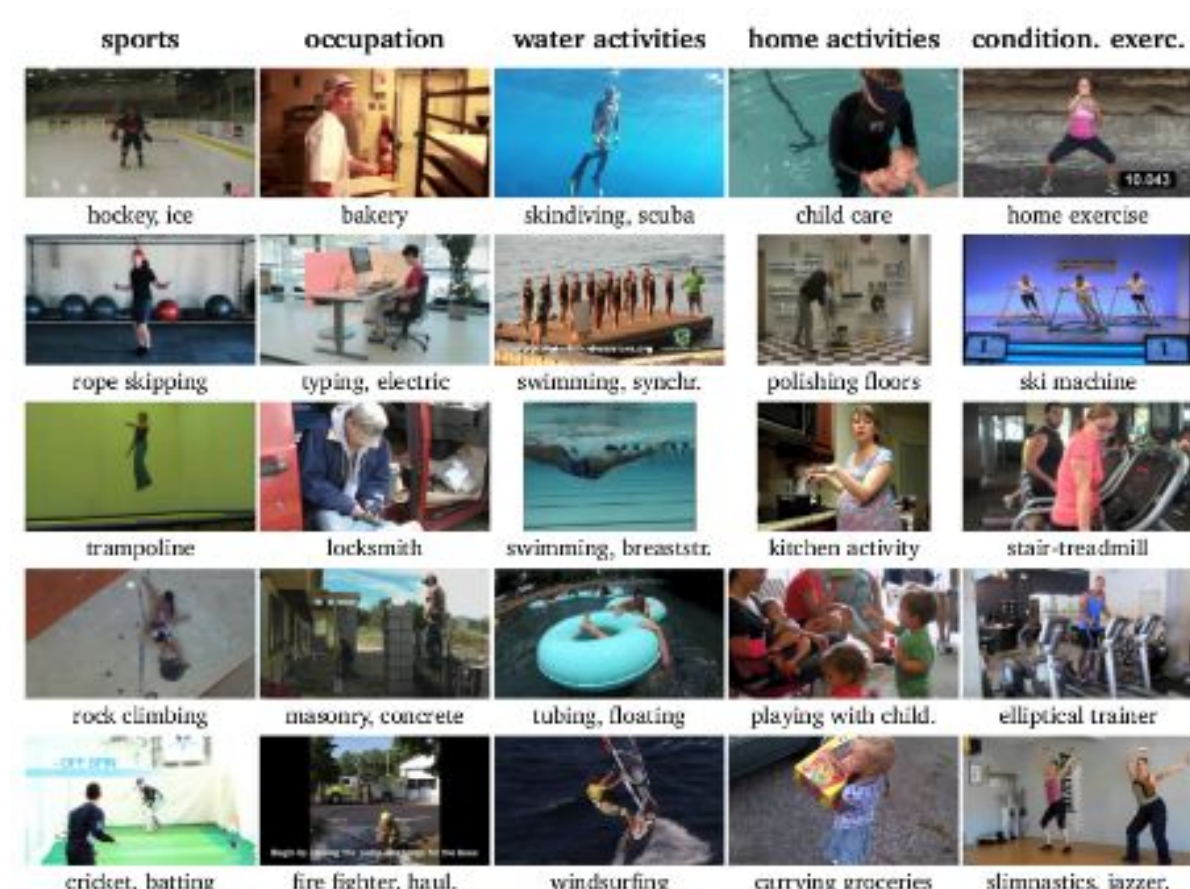 sports occupation water activities home activities condition. exerc.
10.043
hockey, ice bakery skindiving, scuba child care home exercise
rope skipping typing, electric swimming, synchr. polishing floors ski machine
trampoline locksmith swimming, breaststr. kitchen activity stair-treadmill
rock climbing masonry, concrete tubing, floating playing with child. elliptical trainer
OFF SPIN
cricket, batting fire fighter, haul. windsurfing carrying groceries slimnastics, jazzer.